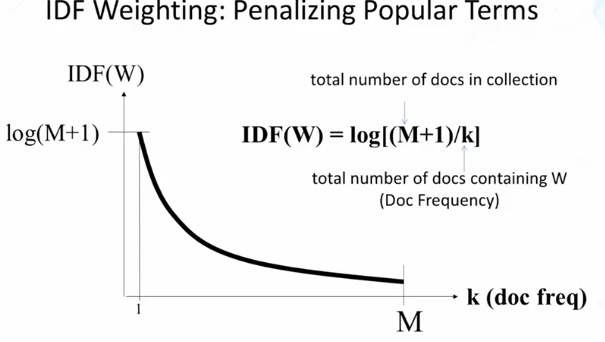 IDF Weighting: Penalizing Popular Terms
IDF(W)
total number of docs in collection
log(M+1)
IDF(W) = log[(M+1)/k]
total number of docs containing W
(Doc Frequency)
k (doc freq)
1
M